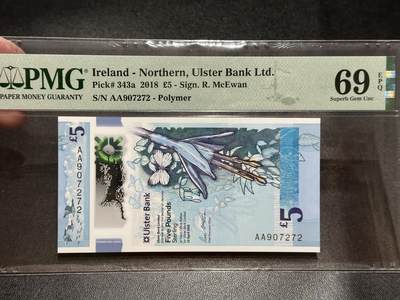 PMG
PAPER MONEY GUARANTY
Ireland - Northern, Ulster Bank Ltd.
Pick# 343a 2018 £5 - Sign. R. McEwan
S/N AA907272 - Polymer
69 EPQ
Superb Gem Unc
£5
AA907272
Ulster Bank
Five Pounds
Sterling
£5
AA907272